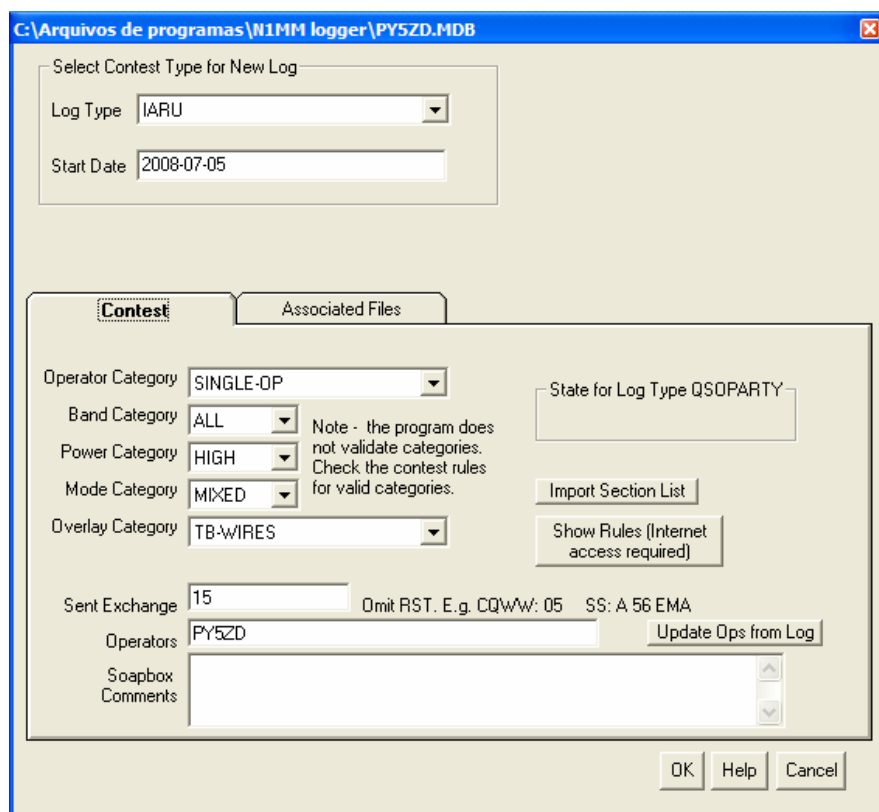 C:\Arquivos de programas\N1MM logger\PY5ZD.MDB
Select Contest Type for New Log
Log Type IARU
Start Date 2008-07-05
Contest Associated Files
Operator Category SINGLE-OP
Band Category ALL
Power Category HIGH
Mode Category MIXED
Overlay Category TB-WIRES
Note - the program does
not validate categories.
Check the contest rules
for valid categories.
State for Log Type QSOPARTY
Import Section List
Show Rules (Internet
access required)
Sent Exchange 15 Omit RST. E.g. CQWW: 05 SS: A 56 EMA
Operators PY5ZD Update Ops from Log
Soapbox
Comments
OK Help Cancel